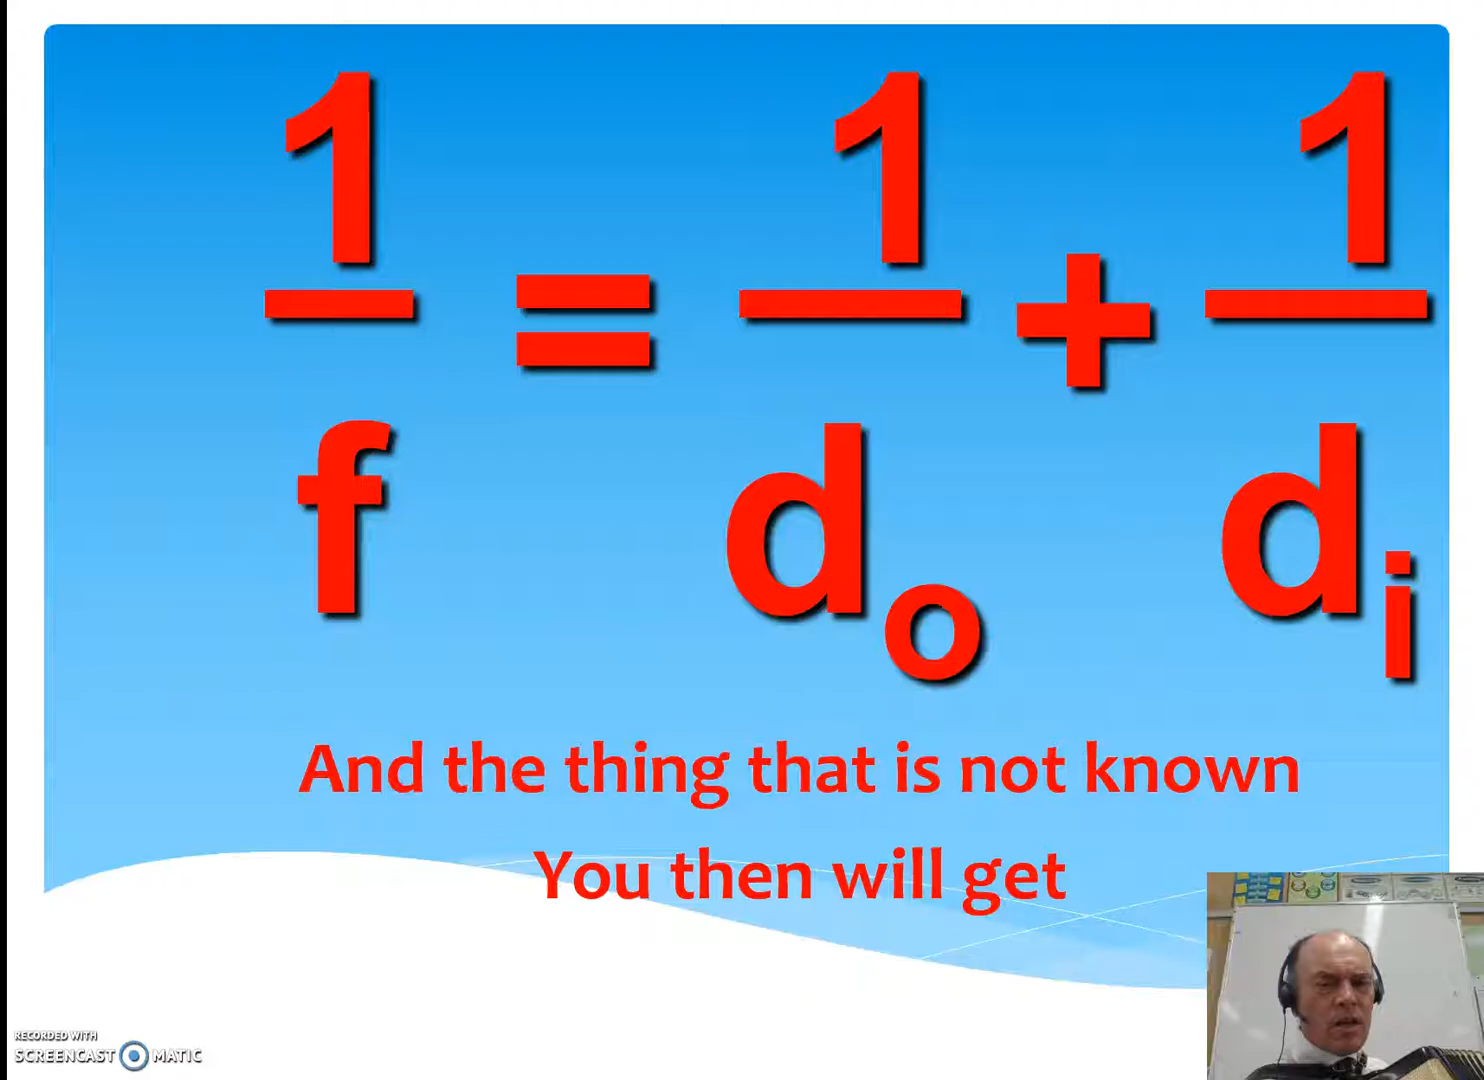 1 = 1 + 1
f d₀ dᵢ
And the thing that is not known
You then will get
RECORDED WITH
SCREENCAST MATIC